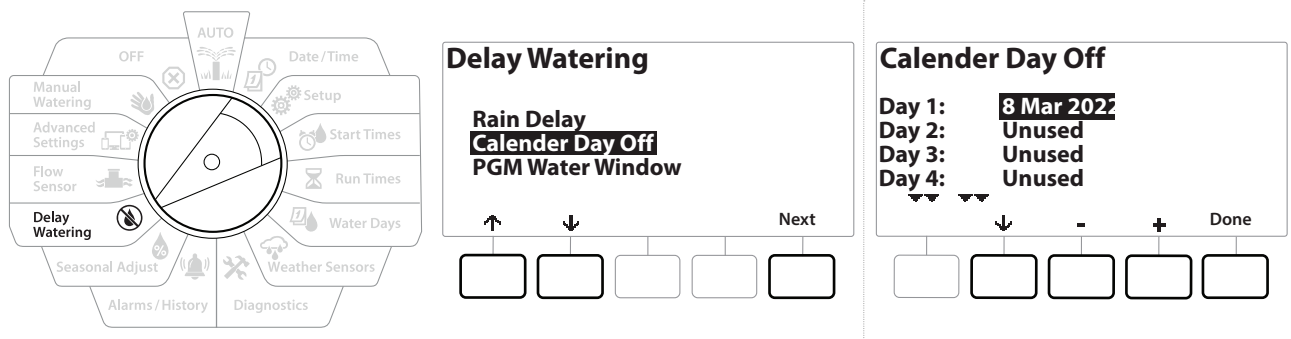 AUTO
OFF
Date/Time
Manual
Watering
Setup
Advanced
Settings
Start Times
Flow
Sensor
Run Times
Delay
Watering
Water Days
Seasonal Adjust
Weather Sensors
Alarms/History
Diagnostics
Delay Watering
Rain Delay
Calender Day Off
PGM Water Window
Next
Calender Day Off
Day 1: 8 Mar 2022
Day 2: Unused
Day 3: Unused
Day 4: Unused
- + Done